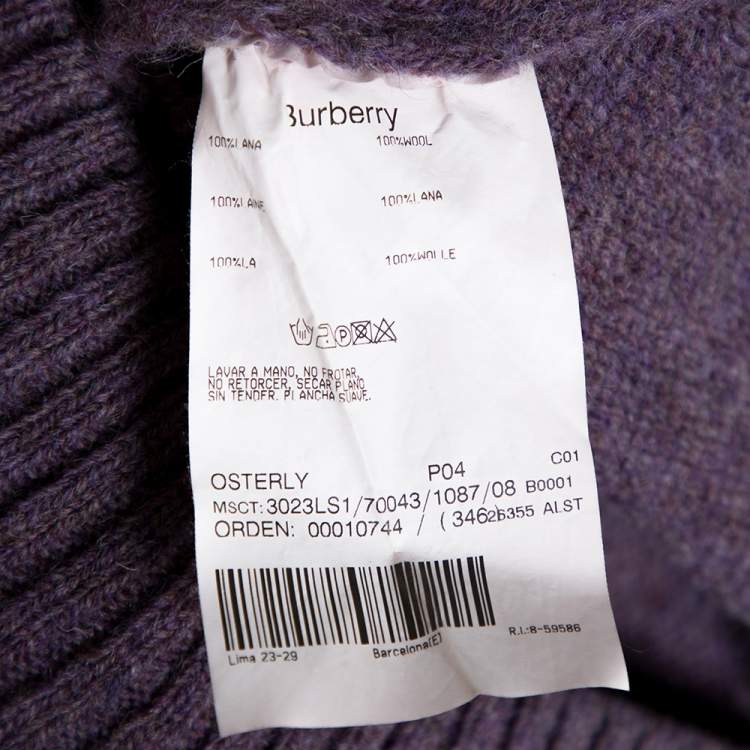 Burberry
100%LANA 100%WOOL
100%LAINE 100%LANA
100%LA 100%WOLLE
P
LAVAR A MANO, NO FROTAR,
NO RETORCER, SECAR PLANO
SIN TENDER. PLANCHA SUAVE.
C01
OSTERLY P04
MSCT:3023LS1/70043/1087/08 B0001
ORDEN: 00010744 / (34626355 ALST
Lima 23-29 Barcelona(E) R.I.:8-59586